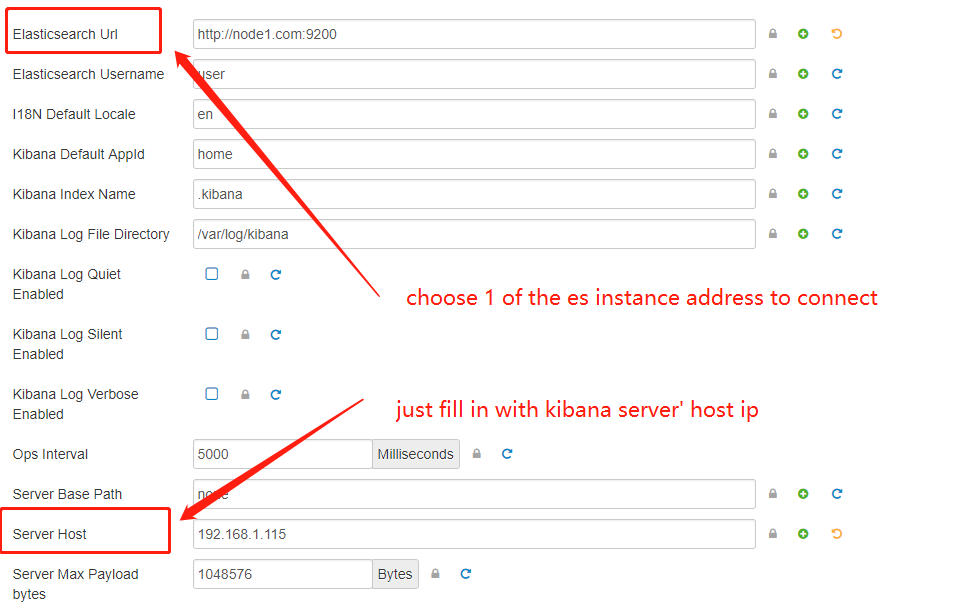 Elasticsearch Url http://node1.com:9200
Elasticsearch Username user
I18N Default Locale en
Kibana Default AppId home
Kibana Index Name .kibana
Kibana Log File Directory /var/log/kibana
Kibana Log Quiet
Enabled
choose 1 of the es instance address to connect
Kibana Log Silent
Enabled
Kibana Log Verbose
Enabled
just fill in with kibana server' host ip
Ops Interval 5000 Milliseconds
Server Base Path none
Server Host 192.168.1.115
Server Max Payload 1048576 Bytes
bytes